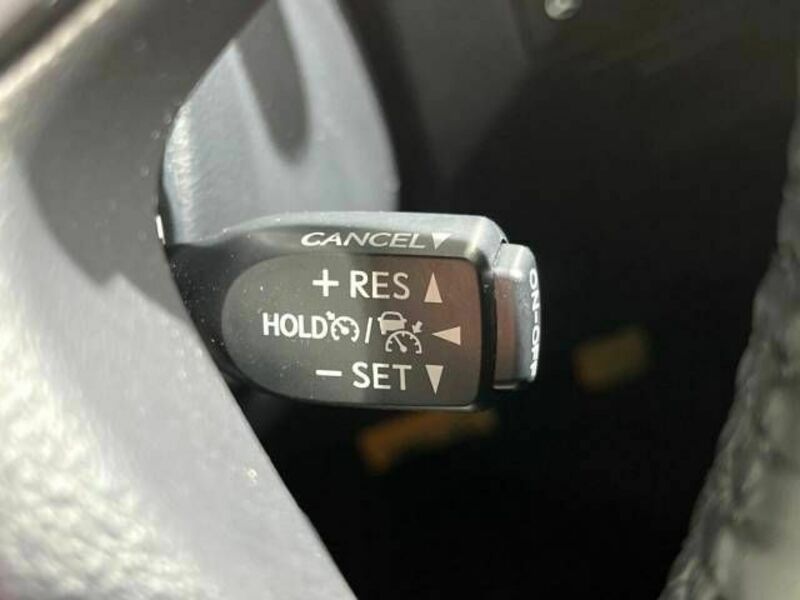 CANCEL▼
+ RES ▲
HOLD / ◀
− SET ▼
ON-OFF